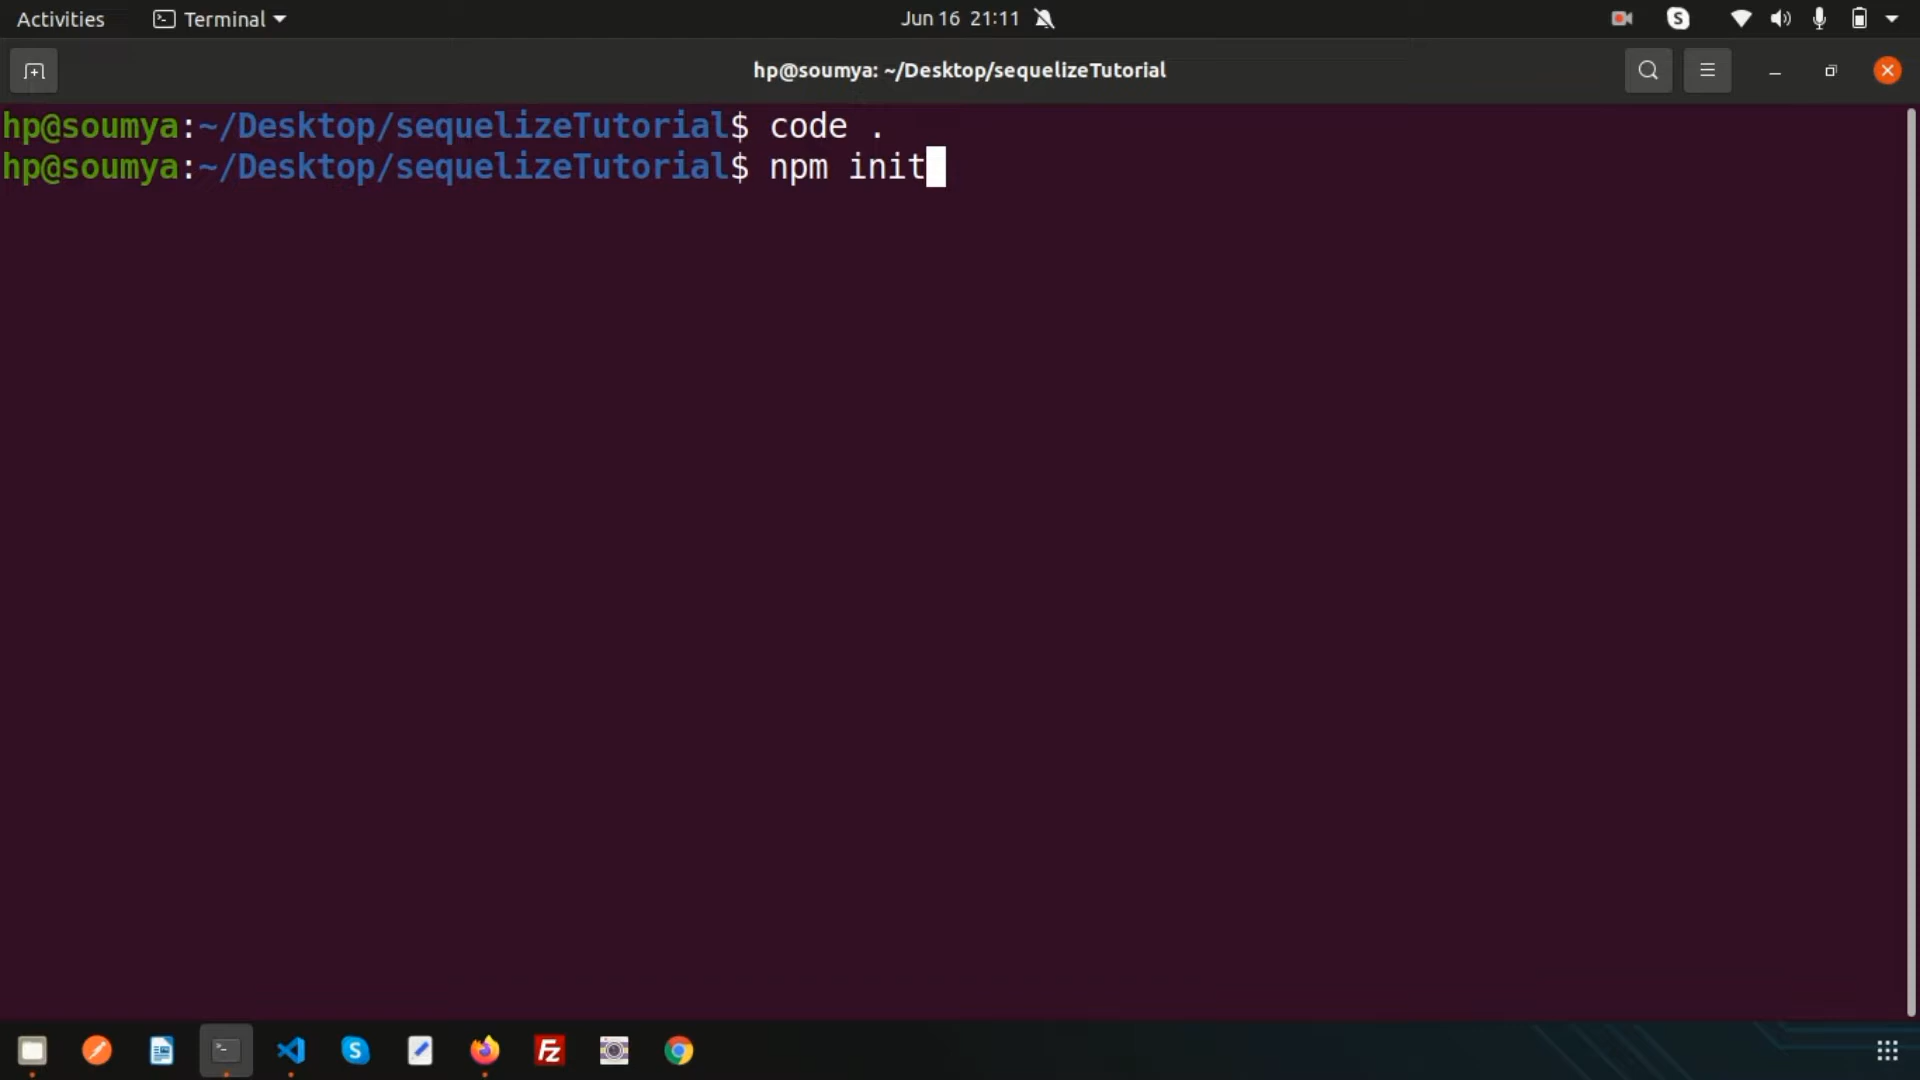 Activities Terminal Jun 16 21:11
hp@soumya: ~/Desktop/sequelizeTutorial
hp@soumya:~/Desktop/sequelizeTutorial$ code .
hp@soumya:~/Desktop/sequelizeTutorial$ npm init